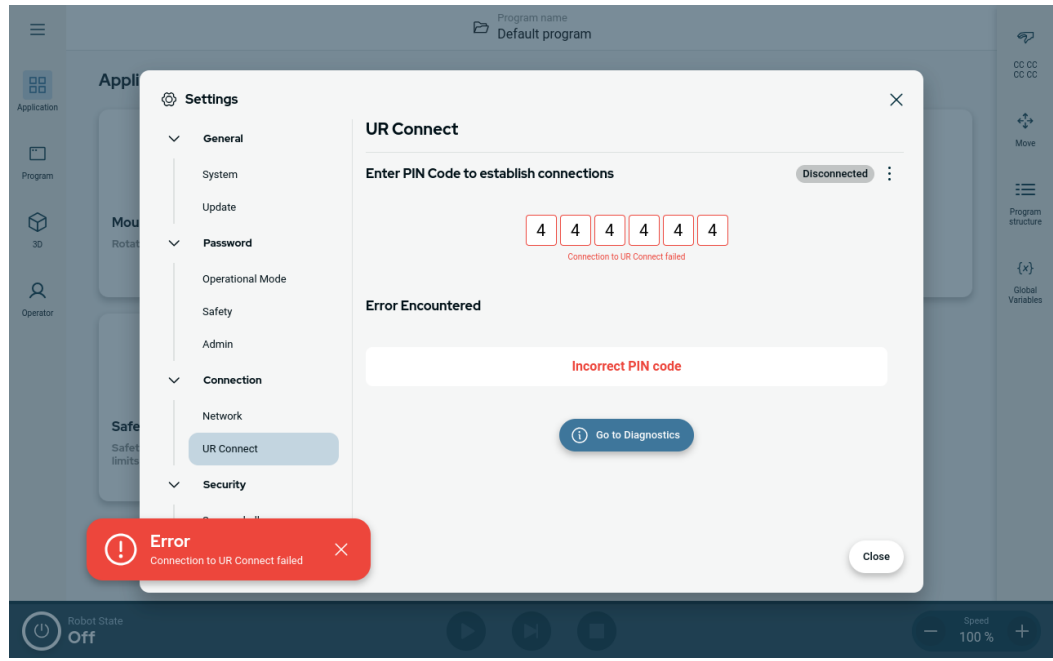 Program name
Default program
Appli
Application
Program
3D
Operator
Mou
Rotat
Safe
Safet
limits
Settings
General
System
Update
Password
Operational Mode
Safety
Admin
Connection
Network
UR Connect
Security
UR Connect
Enter PIN Code to establish connections
Disconnected
4 4 4 4 4 4
Connection to UR Connect failed
Error Encountered
Incorrect PIN code
Go to Diagnostics
Close
Error
Connection to UR Connect failed
CC CC
CC CC
Move
Program
structure
{x}
Global
Variables
Robot State
Off
Speed
100 %